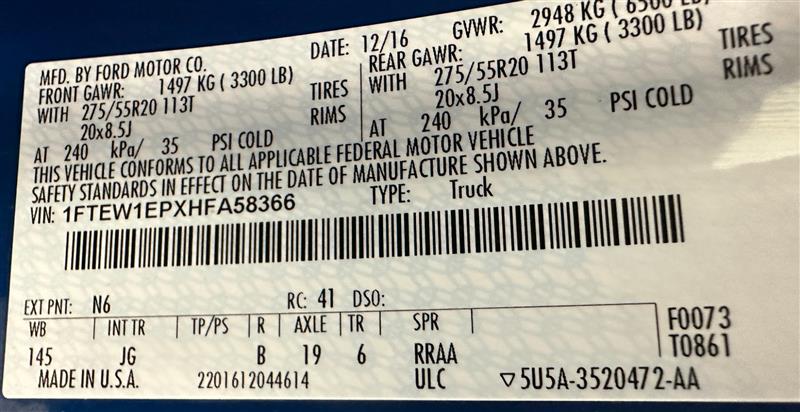 MFD. BY FORD MOTOR CO. DATE: 12/16 GVWR: 2948 KG ( 6500 LB)
FRONT GAWR: 1497 KG ( 3300 LB) REAR GAWR: 1497 KG ( 3300 LB)
WITH 275/55R20 113T TIRES WITH 275/55R20 113T TIRES
20x8.5J RIMS 20x8.5J RIMS
AT 240 kPa/ 35 PSI COLD AT 240 kPa/ 35 PSI COLD
THIS VEHICLE CONFORMS TO ALL APPLICABLE FEDERAL MOTOR VEHICLE
SAFETY STANDARDS IN EFFECT ON THE DATE OF MANUFACTURE SHOWN ABOVE.
VIN: 1FTEW1EPXHFA58366 TYPE: Truck
EXT PNT: N6 RC: 41 DSO:
WB | INT TR | TP/PS | R | AXLE | TR | SPR | F0073
145 JG B 19 6 RRAA T0861
MADE IN U.S.A. 2201612044614 ULC ▽5U5A-3520472-AA